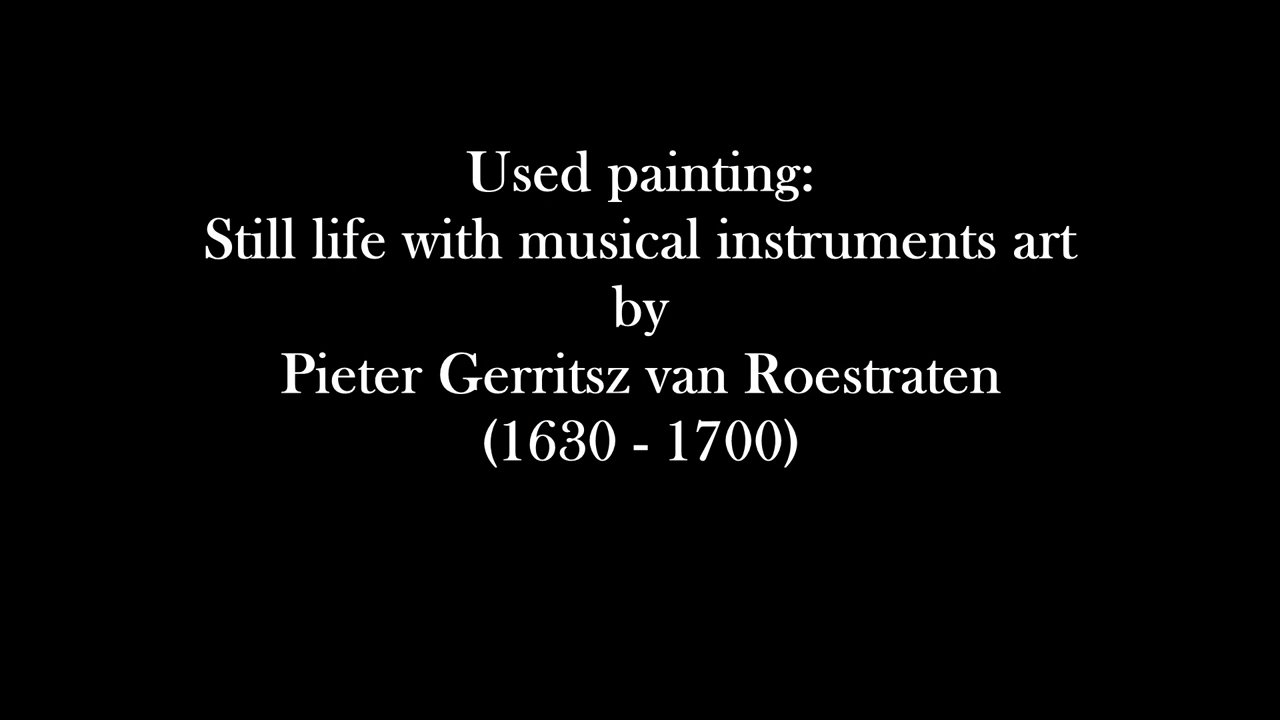 Used painting:
Still life with musical instruments art
by
Pieter Gerritsz van Roestraten
(1630 - 1700)